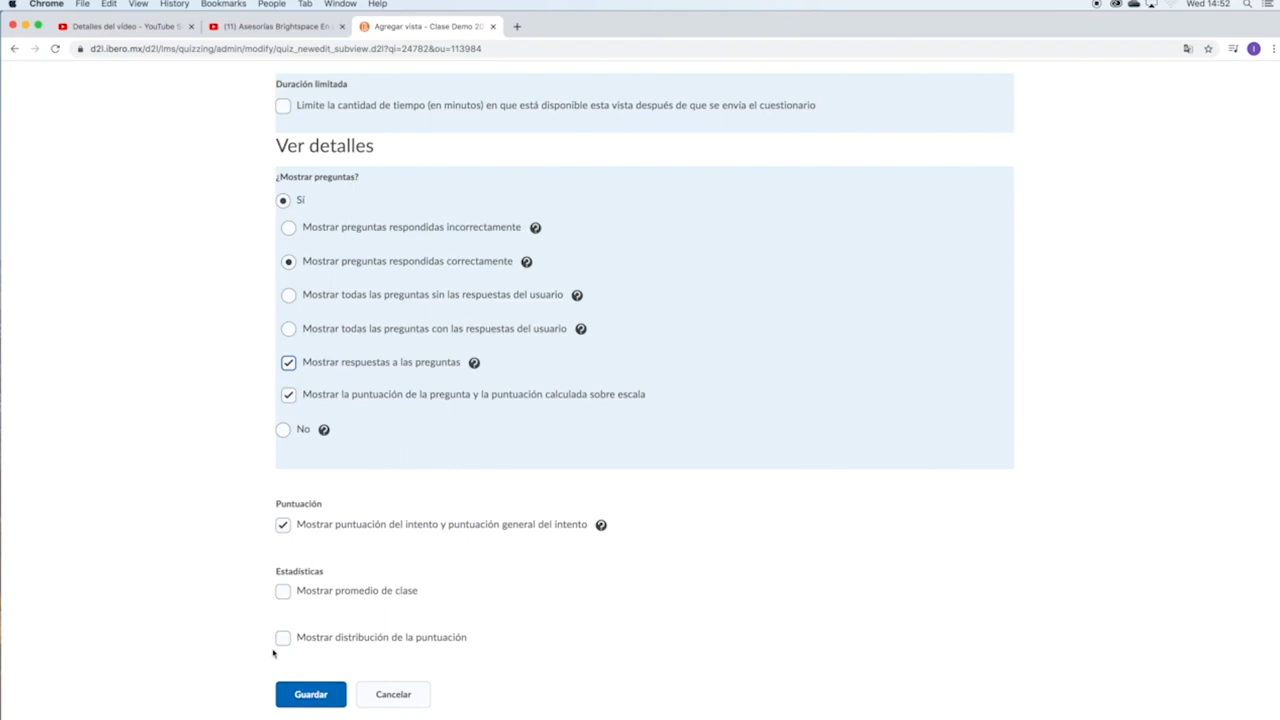 Chrome File Edit View History Bookmarks People Tab Window Help Wed 14:52
Detalles del vídeo - YouTube S (11) Asesorías Brightspace En Agregar vista - Clase Demo 20
d2l.ibero.mx/d2l/lms/quizzing/admin/modify/quiz_newedit_subview.d2l?qi=24782&ou=113984 I
Duración limitada
Limite la cantidad de tiempo (en minutos) en que está disponible esta vista después de que se envía el cuestionario
Ver detalles
¿Mostrar preguntas?
Sí
Mostrar preguntas respondidas incorrectamente
Mostrar preguntas respondidas correctamente
Mostrar todas las preguntas sin las respuestas del usuario
Mostrar todas las preguntas con las respuestas del usuario
Mostrar respuestas a las preguntas
Mostrar la puntuación de la pregunta y la puntuación calculada sobre escala
No
Puntuación
Mostrar puntuación del intento y puntuación general del intento
Estadísticas
Mostrar promedio de clase
Mostrar distribución de la puntuación
Guardar Cancelar